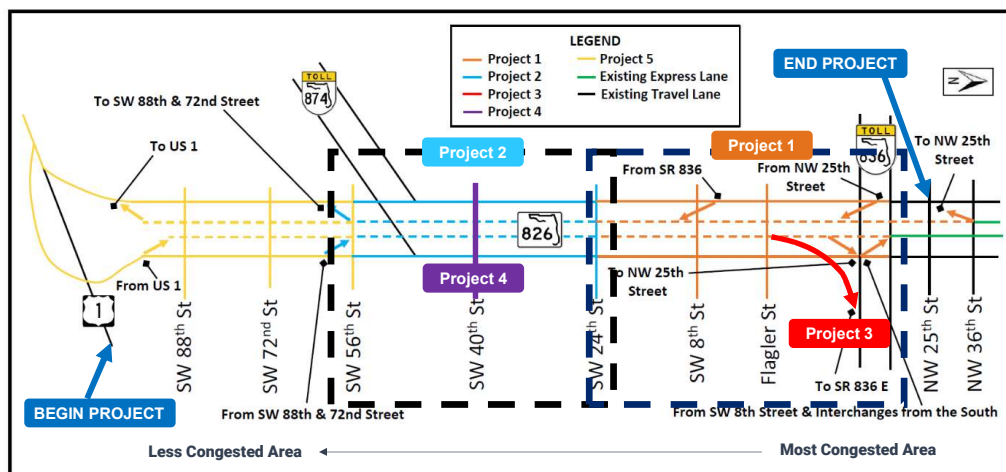 LEGEND
Project 1
Project 2
Project 3
Project 4
Project 5
Existing Express Lane
Existing Travel Lane
END PROJECT
N
TOLL
874
To SW 88th & 72nd Street
To US 1
Project 2
Project 1
TOLL
836
To NW 25th
Street
From SR 836
From NW 25th
Street
826
Project 4
From US 1
1
To NW 25th
Street
Project 3
To SR 836 E
SW 88th St
SW 72nd St
SW 56th St
SW 40th St
SW 24th St
SW 8th St
Flagler St
NW 25th St
NW 36th St
BEGIN PROJECT
From SW 88th & 72nd Street
From SW 8th Street & Interchanges from the South
Less Congested Area
Most Congested Area